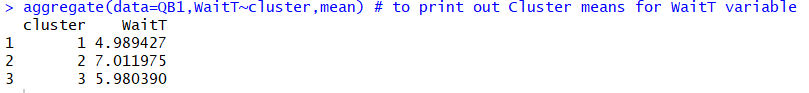 > aggregate(data=QB1,WaitT~cluster,mean) # to print out Cluster means for WaitT variable
  cluster    WaitT
1       1 4.989427
2       2 7.011975
3       3 5.980390